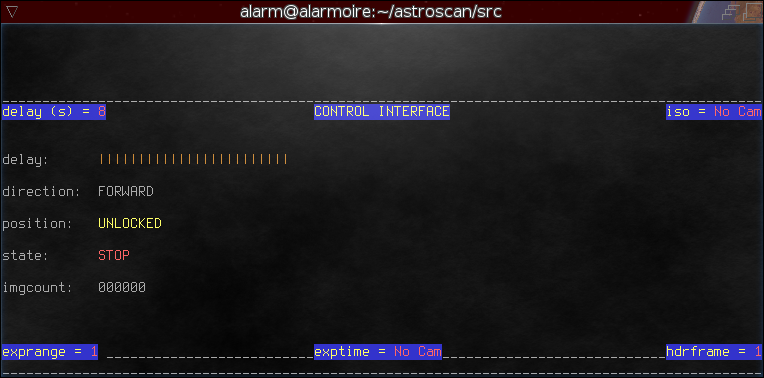 alarm@alarmoire:~/astroscan/src
delay (s) = 8 CONTROL INTERFACE iso = No Cam
delay: ||||||||||||||||||||||||
direction: FORWARD
position: UNLOCKED
state: STOP
imgcount: 000000
exprange = 1 exptime = No Cam hdrframe = 1